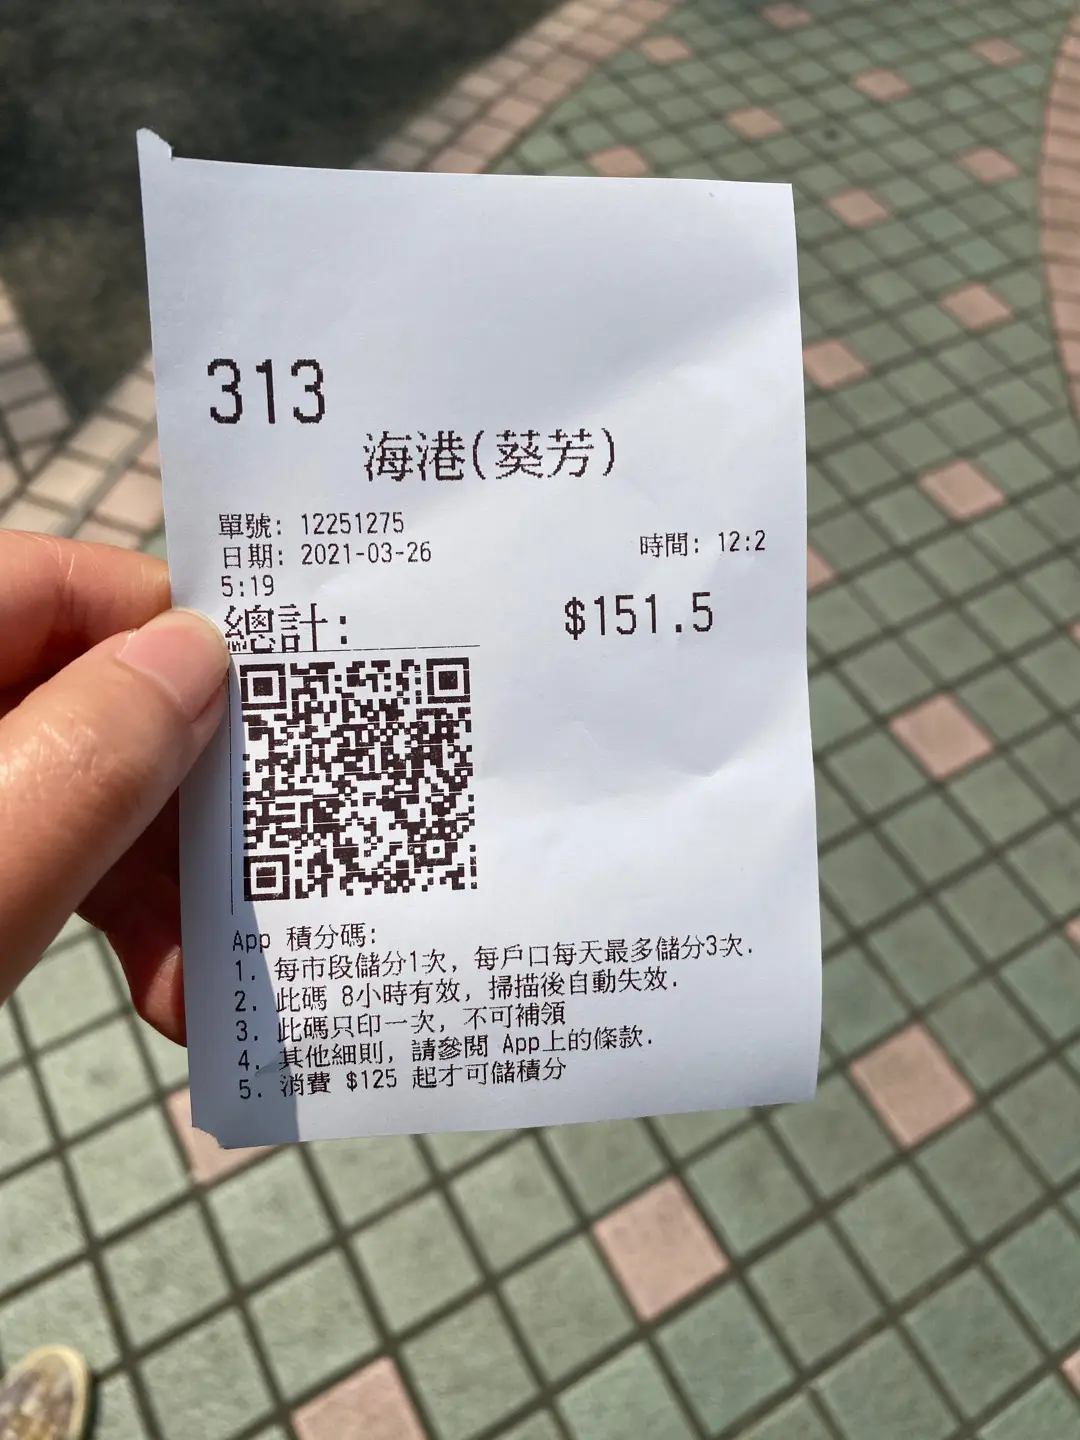 313
海港(葵芳)
單號: 12251275
日期: 2021-03-26 時間: 12:2
5:19
總計: $151.5
App 積分碼:
1. 每市段儲分1次, 每戶口每天最多儲分3次.
2. 此碼 8小時有效, 掃描後自動失效.
3. 此碼只印一次, 不可補領
4. 其他細則, 請參閱 App上的條款.
5. 消費 $125 起才可儲積分